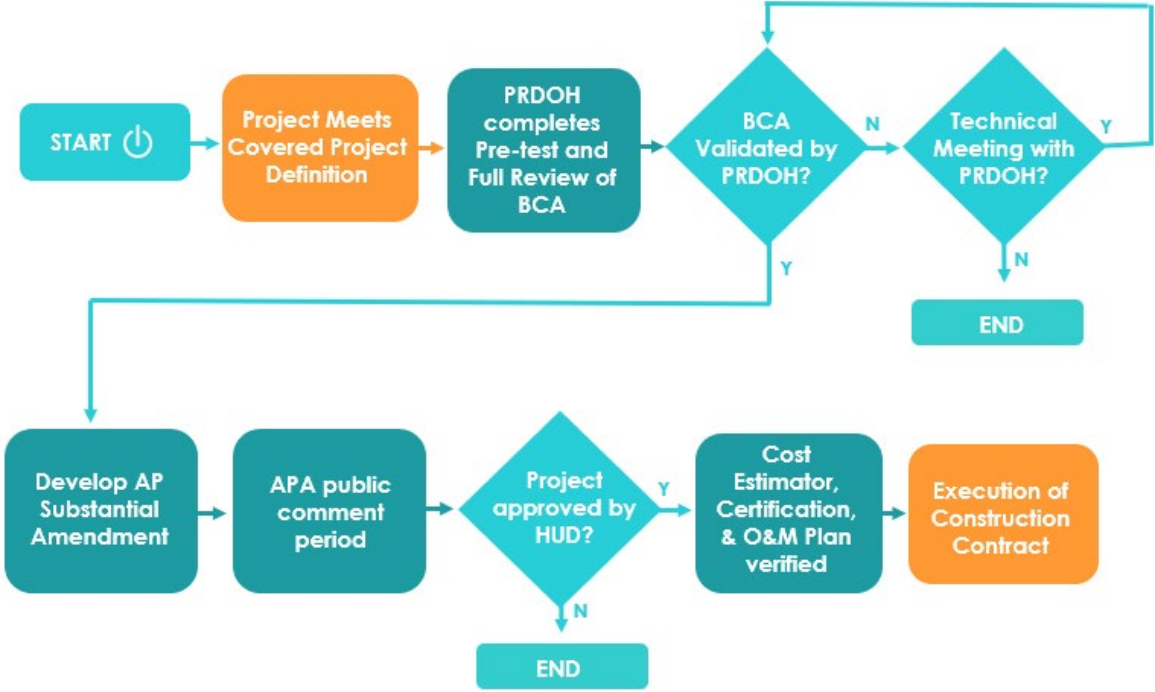 START
Project Meets
Covered Project
Definition
PRDOH
completes
Pre-test and
Full Review of
BCA
BCA
Validated by
PRDOH?
N
Technical
Meeting with
PRDOH?
Y
Y
N
END
Develop AP
Substantial
Amendment
APA public
comment
period
Project
approved by
HUD?
Y
N
END
Cost
Estimator,
Certification,
& O&M Plan
verified
Execution of
Construction
Contract